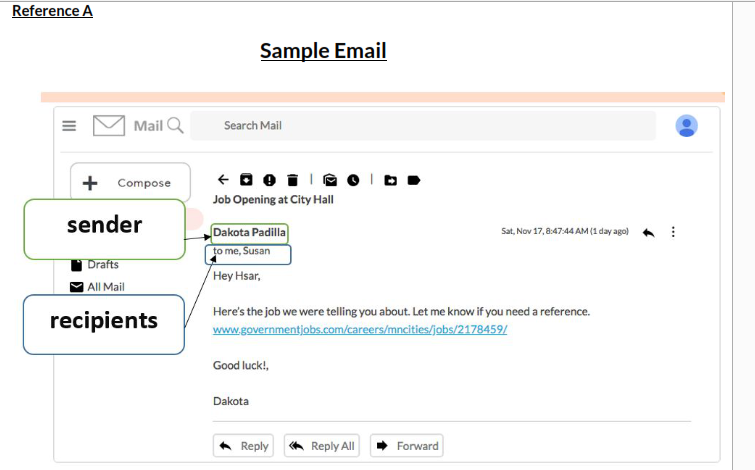 Reference A
Sample Email
Mail
Search Mail
Compose
Job Opening at City Hall
sender
Dakota Padilla
Sat, Nov 17, 8:47:44 AM (1 day ago)
to me, Susan
Drafts
Hey Hsar,
All Mail
recipients
Here's the job we were telling you about. Let me know if you need a reference.
www.governmentjobs.com/careers/mncities/jobs/2178459/
Good luck!,
Dakota
Reply
Reply All
Forward